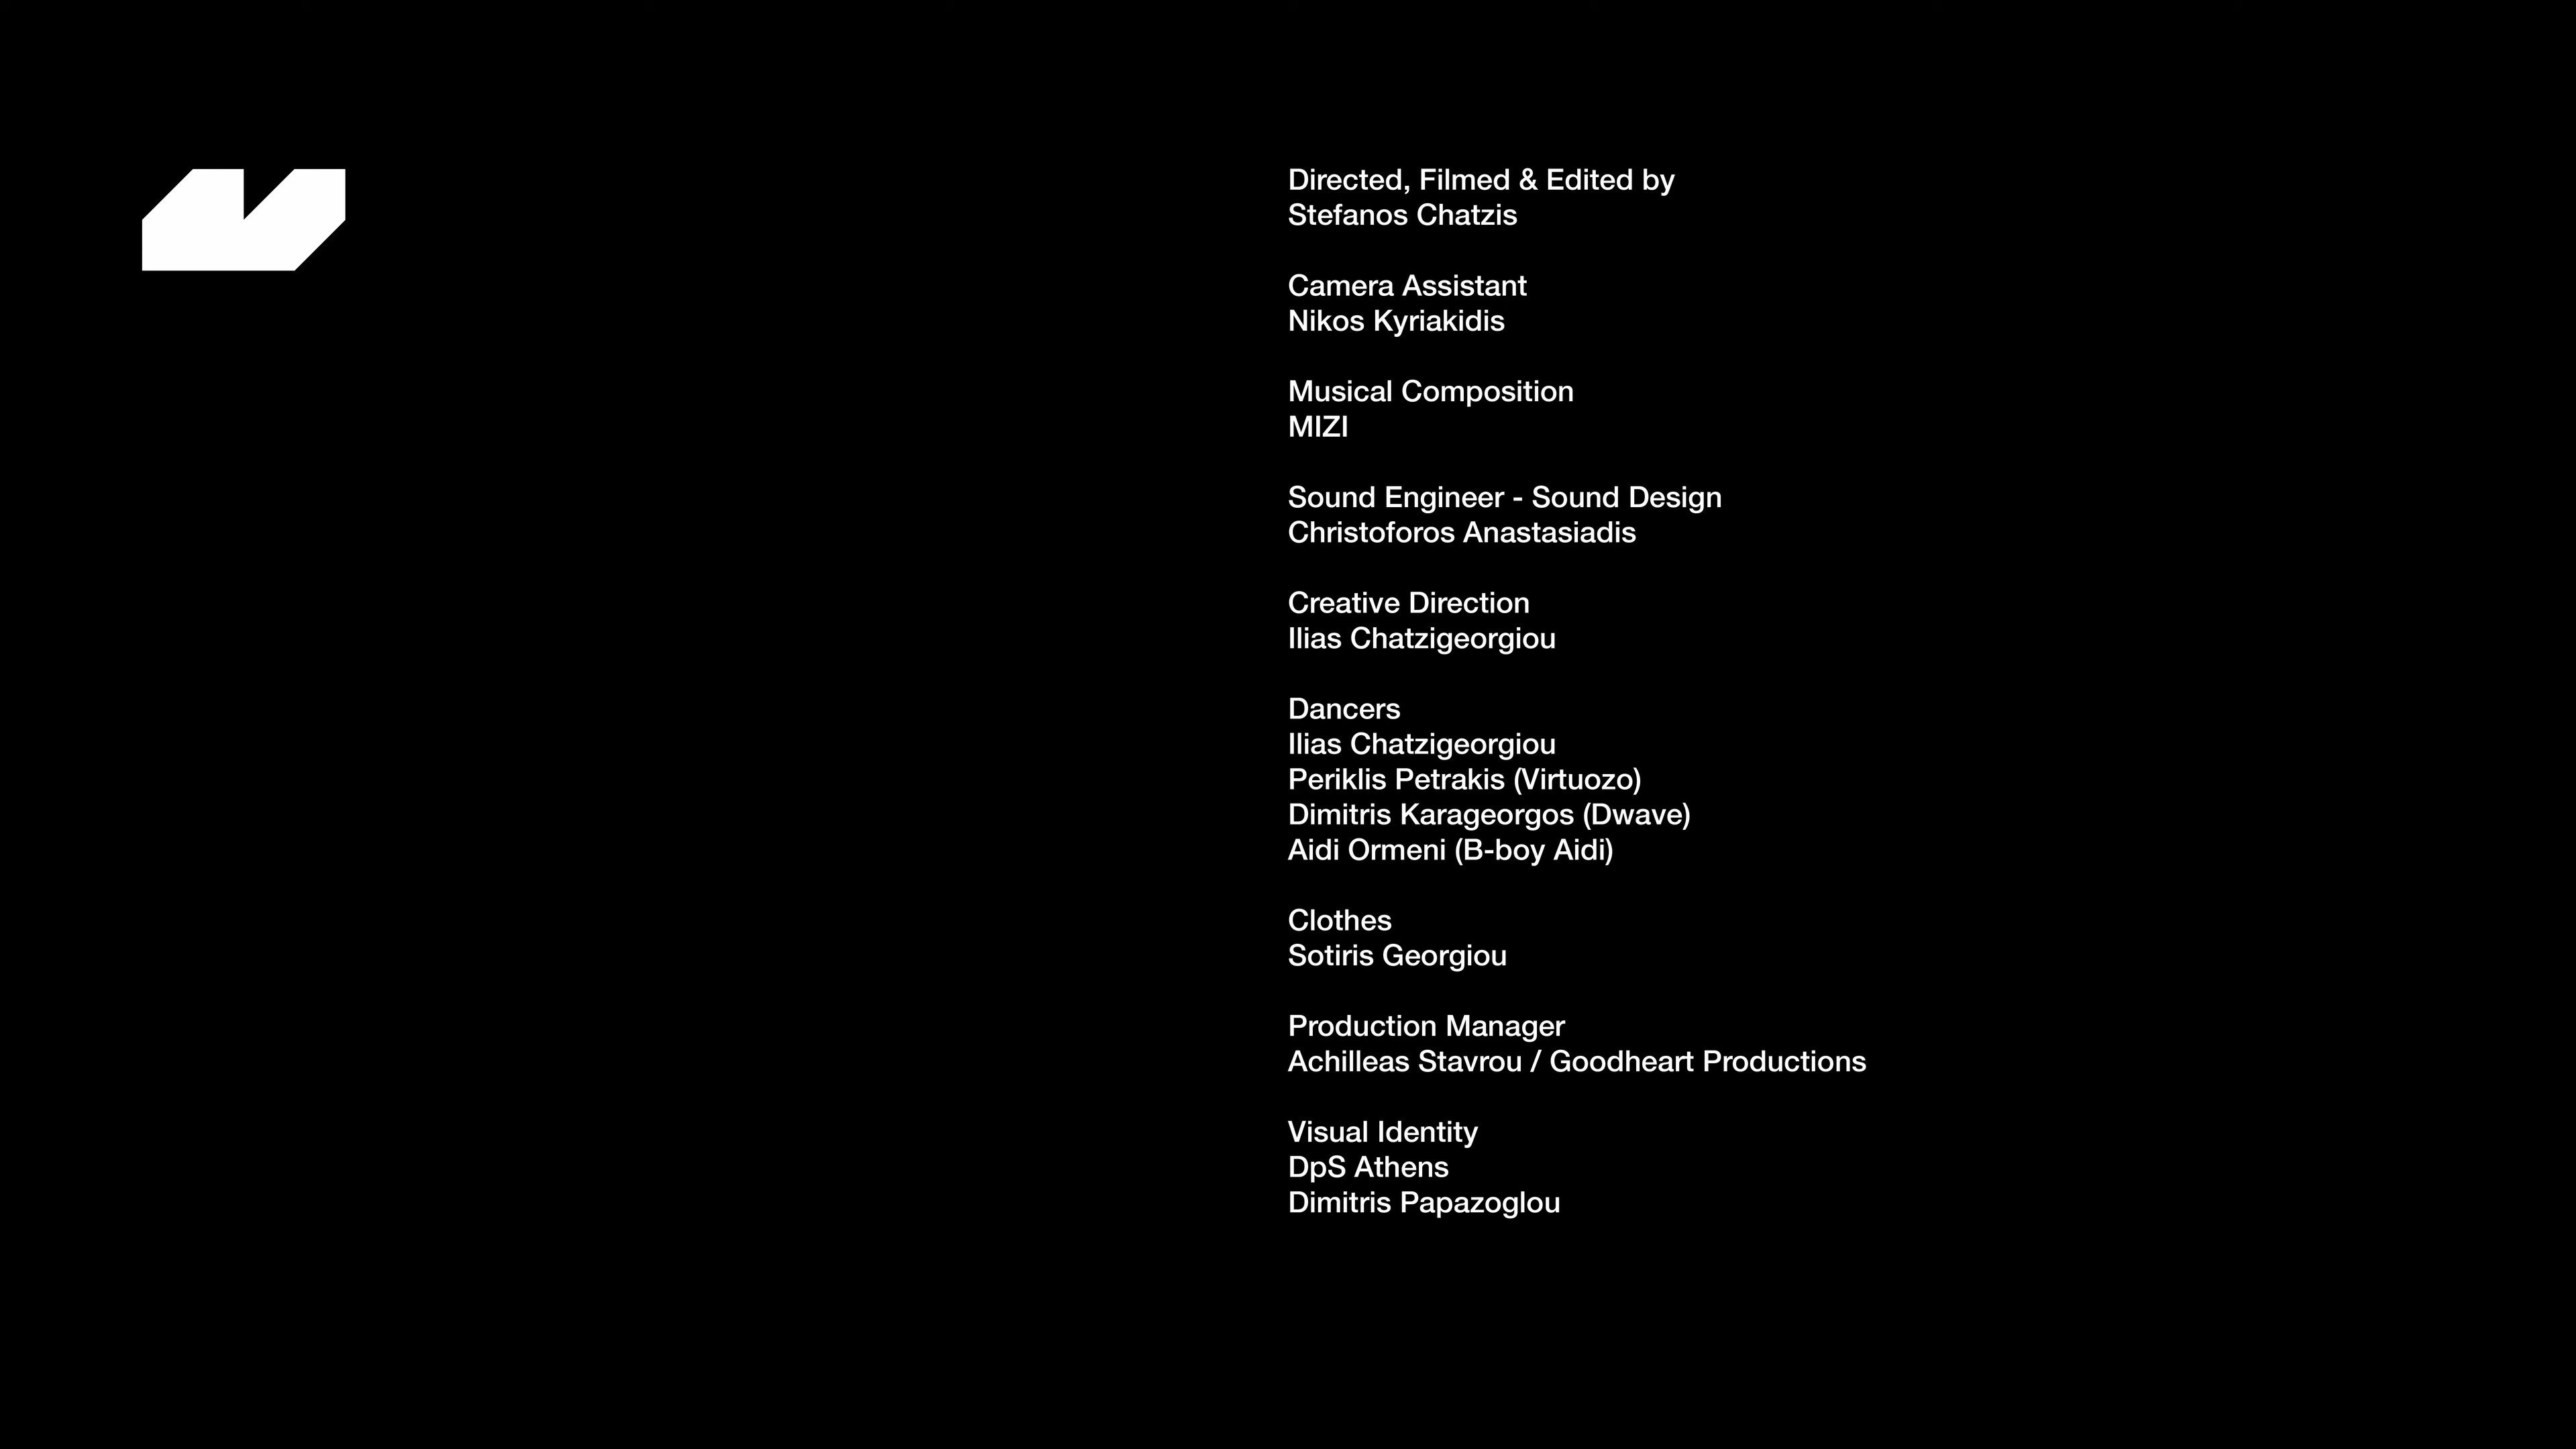 Directed, Filmed & Edited by
Stefanos Chatzis
Camera Assistant
Nikos Kyriakidis
Musical Composition
MIZI
Sound Engineer - Sound Design
Christoforos Anastasiadis
Creative Direction
Ilias Chatzigeorgiou
Dancers
Ilias Chatzigeorgiou
Periklis Petrakis (Virtuozo)
Dimitris Karageorgos (Dwave)
Aidi Ormeni (B-boy Aidi)
Clothes
Sotiris Georgiou
Production Manager
Achilleas Stavrou / Goodheart Productions
Visual Identity
DpS Athens
Dimitris Papazoglou